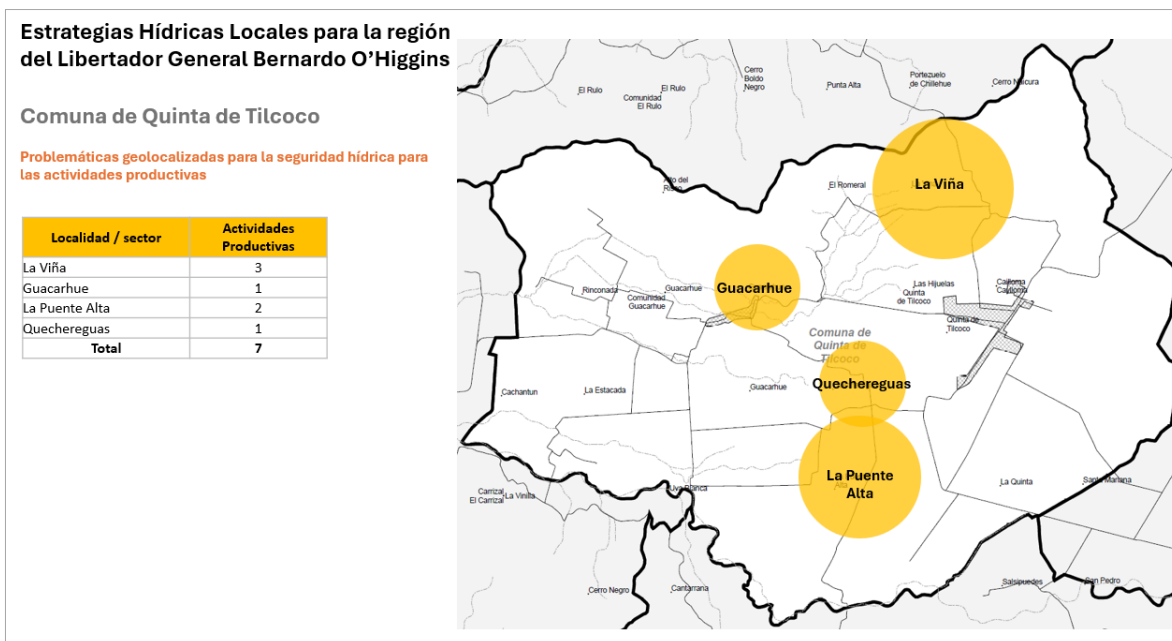 Estrategias Hídricas Locales para la región
del Libertador General Bernardo O’Higgins
Comuna de Quinta de Tilcoco
Problemáticas geolocalizadas para la seguridad hídrica para
las actividades productivas
Localidad / sector Actividades
Productivas
La Viña 3
Guacarhue 1
La Puente Alta 2
Quechereguas 1
Total 7
Cerro
Boldo
Negro
El Rulo
El Rulo
Comunidad
El Rulo
Punta Alta
Portezuelo
de Chillehue
Cerro
Alto del
El Romeral
La Viña
Guacarhue
Rinconada
Guacarhue
Comunidad
Guacarhue
Las Hijuelas
Quinta
de Tilcoco
Quinta de
Tilcoco
Comuna de
Quinta de
Tilcoco
Quechereguas
Guacarhue
Cachantun
La Estacada
La Puente
Alta
Alta
Uva Blanca
Carrizal
El Carrizal
La Vinilla
La Quinta
Santa Mariana
Cerro Negro
Cantarrana
Salsipuedes
San Pedro